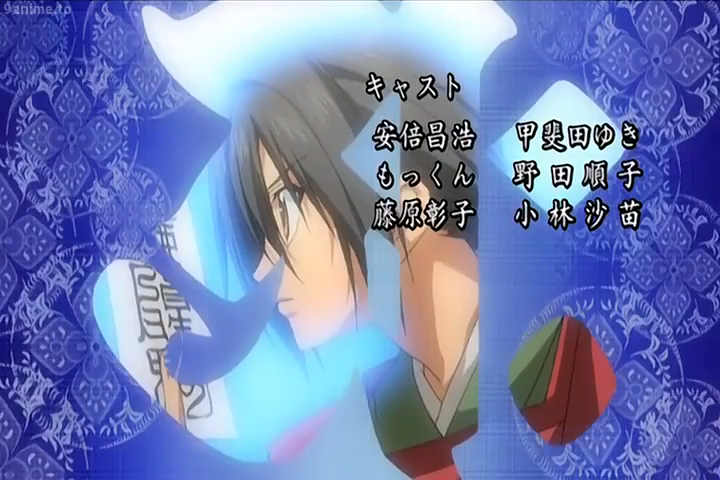 9anime.to
キャスト
安倍昌浩 甲斐田ゆき
もっくん 野田順子
藤原彰子 小林沙苗